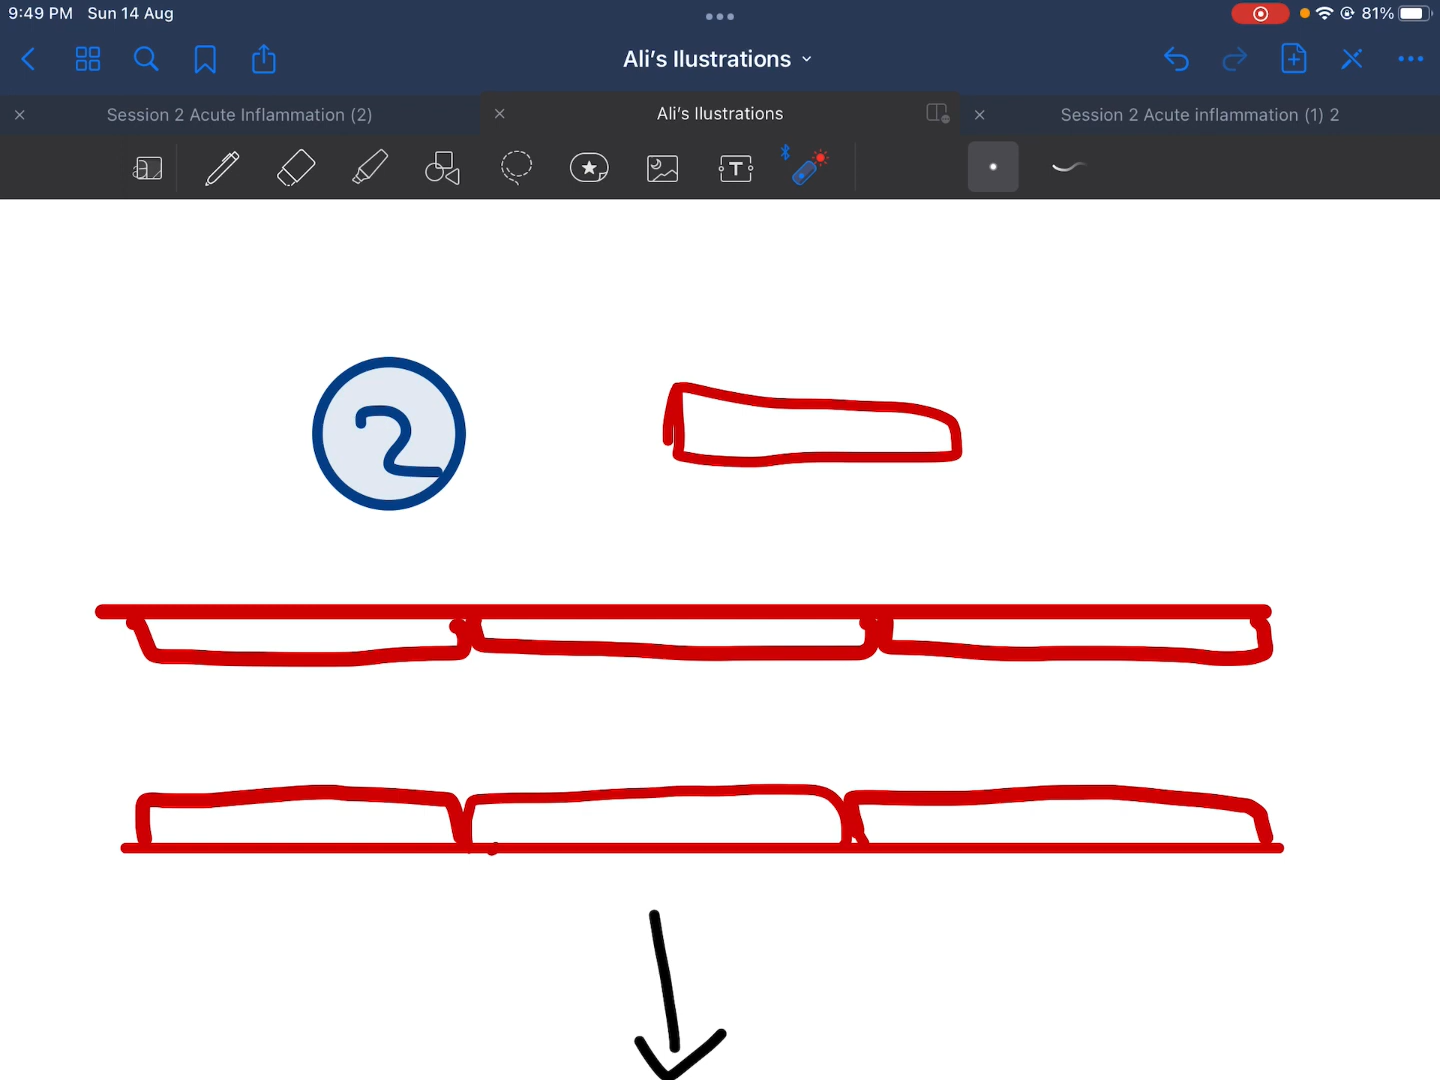 9:49 PM Sun 14 Aug
81%
Ali's Ilustrations
Session 2 Acute Inflammation (2)
Ali's Ilustrations
Session 2 Acute inflammation (1) 2
2